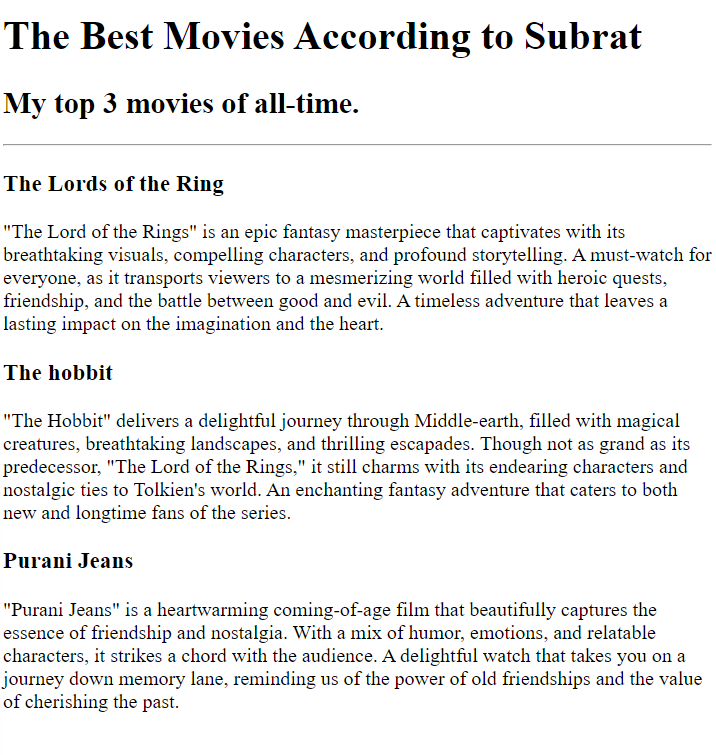 The Best Movies According to Subrat
My top 3 movies of all-time.
The Lords of the Ring
"The Lord of the Rings" is an epic fantasy masterpiece that captivates with its
breathtaking visuals, compelling characters, and profound storytelling. A must-watch for
everyone, as it transports viewers to a mesmerizing world filled with heroic quests,
friendship, and the battle between good and evil. A timeless adventure that leaves a
lasting impact on the imagination and the heart.
The hobbit
"The Hobbit" delivers a delightful journey through Middle-earth, filled with magical
creatures, breathtaking landscapes, and thrilling escapades. Though not as grand as its
predecessor, "The Lord of the Rings," it still charms with its endearing characters and
nostalgic ties to Tolkien's world. An enchanting fantasy adventure that caters to both
new and longtime fans of the series.
Purani Jeans
"Purani Jeans" is a heartwarming coming-of-age film that beautifully captures the
essence of friendship and nostalgia. With a mix of humor, emotions, and relatable
characters, it strikes a chord with the audience. A delightful watch that takes you on a
journey down memory lane, reminding us of the power of old friendships and the value
of cherishing the past.